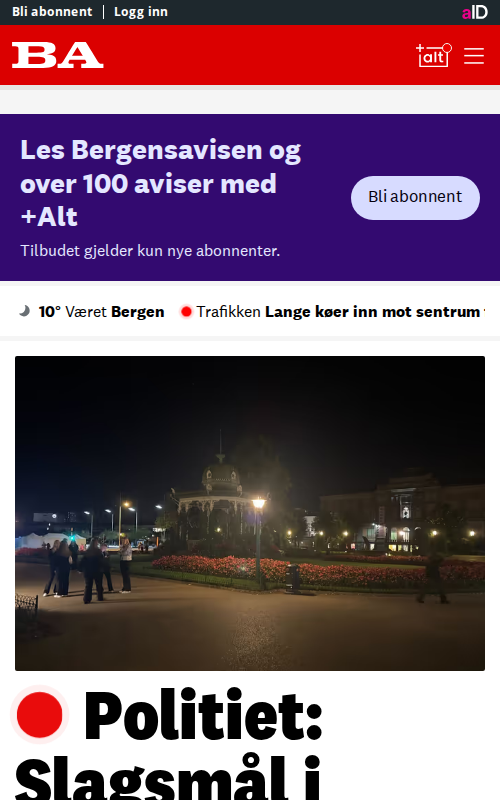 Bli abonnent | Logg inn
aID
BA
+alt
Les Bergensavisen og
over 100 aviser med
+Alt
Tilbudet gjelder kun nye abonnenter.
Bli abonnent
10° Været Bergen
Trafikken Lange køer inn mot sentrum
Politiet:
Slagsmål i